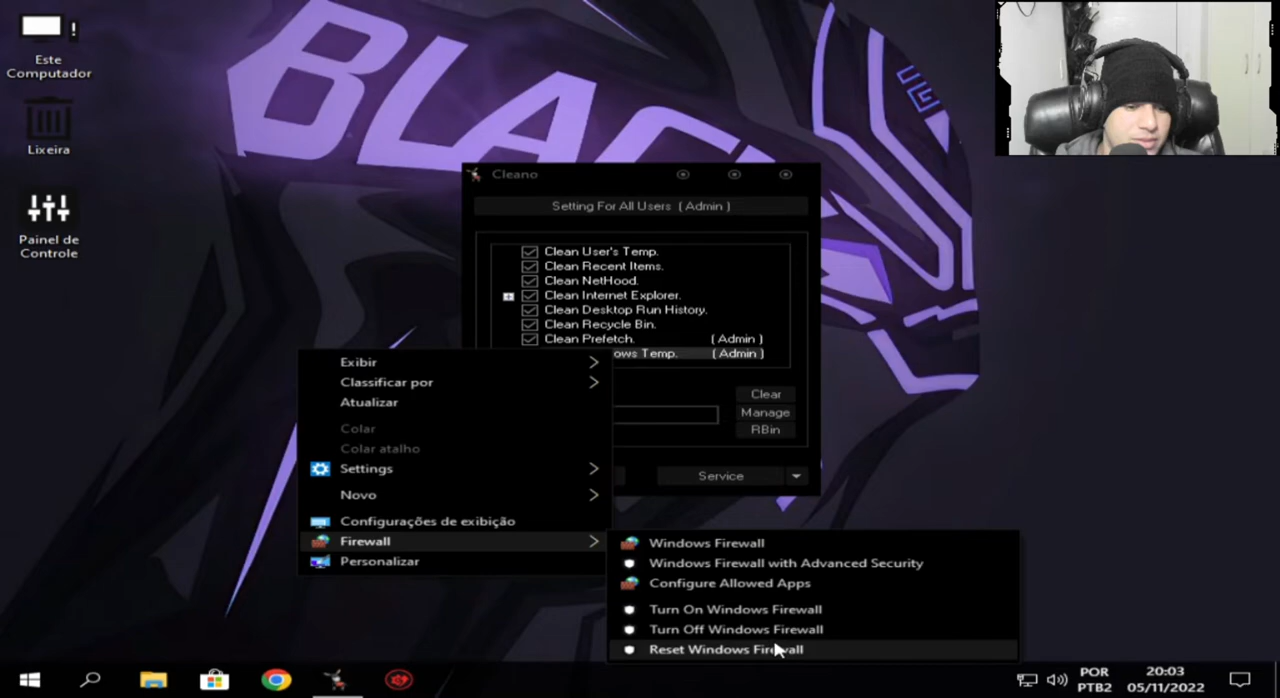 BLAC
Este
Computador
Lixeira
Painel de
Controle
Cleano
Setting For All Users ( Admin )
Clean User's Temp.
Clean Recent Items.
Clean NetHood.
Clean Internet Explorer.
Clean Desktop Run History.
Clean Recycle Bin.
Clean Prefetch. ( Admin )
ows Temp. ( Admin )
Clear
Manage
RBin
Service
Exibir
Classificar por
Atualizar
Colar
Colar atalho
Settings
Novo
Configurações de exibição
Firewall
Personalizar
Windows Firewall
Windows Firewall with Advanced Security
Configure Allowed Apps
Turn On Windows Firewall
Turn Off Windows Firewall
Reset Windows Firewall
POR
PTB2
20:03
05/11/2022